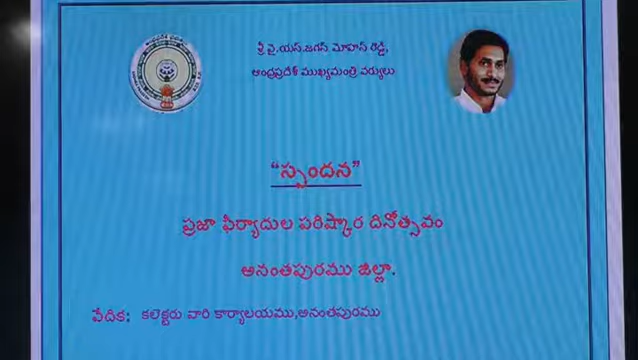 శ్రీ వై.యస్.జగన్ మోహన్ రెడ్డి,
ఆంధ్రప్రదేశ్ ముఖ్యమంత్రి వర్యులు
“స్పందన”
ప్రజా ఫిర్యాదుల పరిష్కార దినోత్సవం
అనంతపురము జిల్లా.
వేదిక: కలెక్టరు వారి కార్యాలయము,అనంతపురము